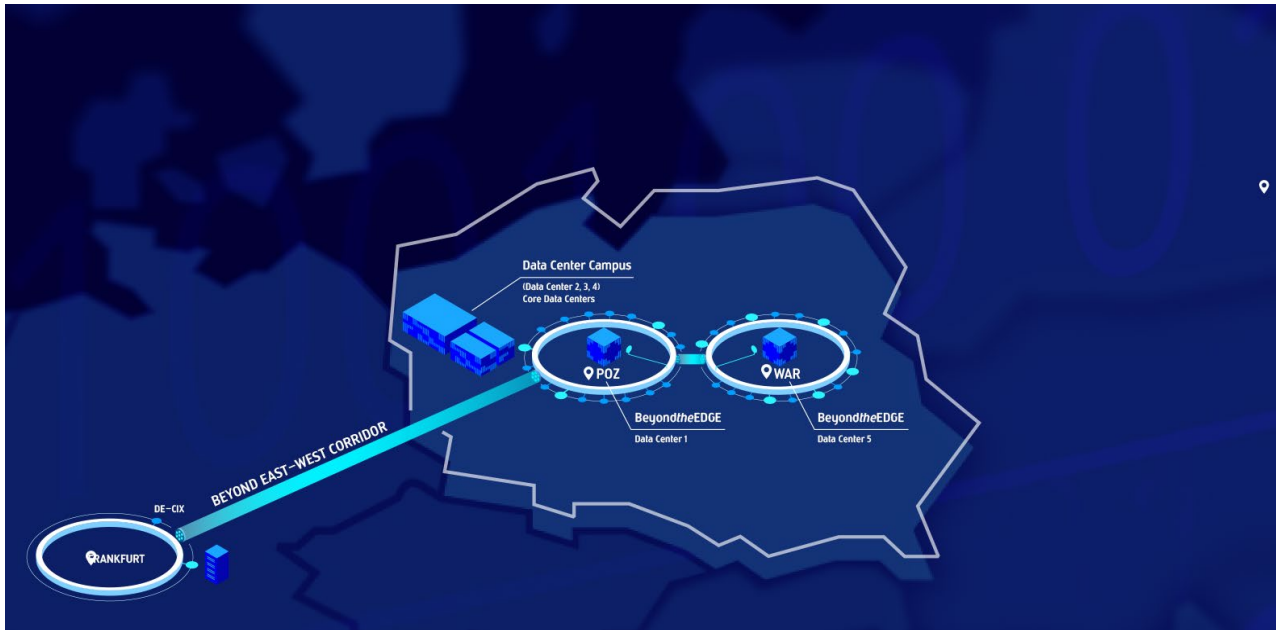 Data Center Campus
(Data Center 2, 3, 4)
Core Data Centers
POZ
WAR
BeyondtheEDGE
Data Center 1
BeyondtheEDGE
Data Center 5
BEYOND EAST-WEST CORRIDOR
DE-CIX
FRANKFURT